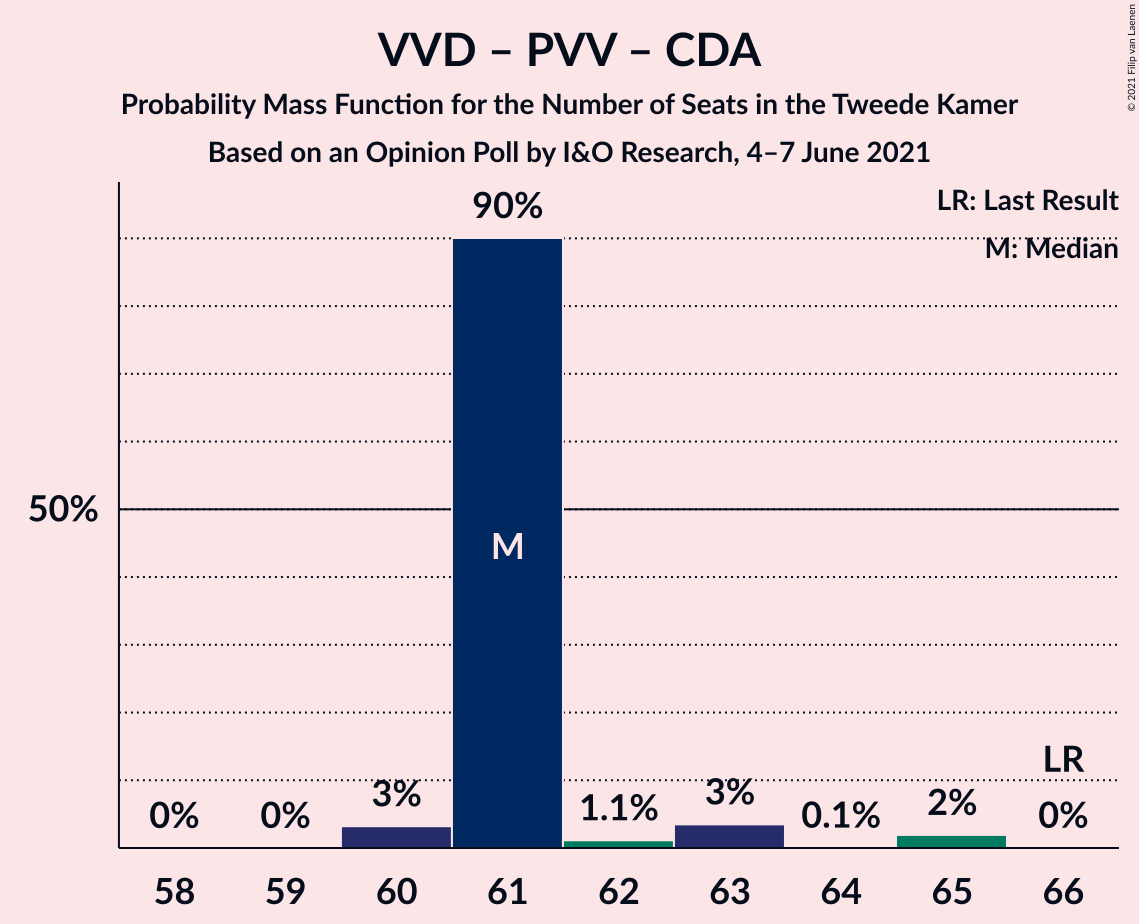 VVD – PVV – CDA
Probability Mass Function for the Number of Seats in the Tweede Kamer
Based on an Opinion Poll by I&O Research, 4–7 June 2021
© 2021 Filip van Laenen
LR: Last Result
M: Median
90%
50%
M
LR
0% 0% 3% 1.1% 3% 0.1% 2% 0%
58 59 60 61 62 63 64 65 66